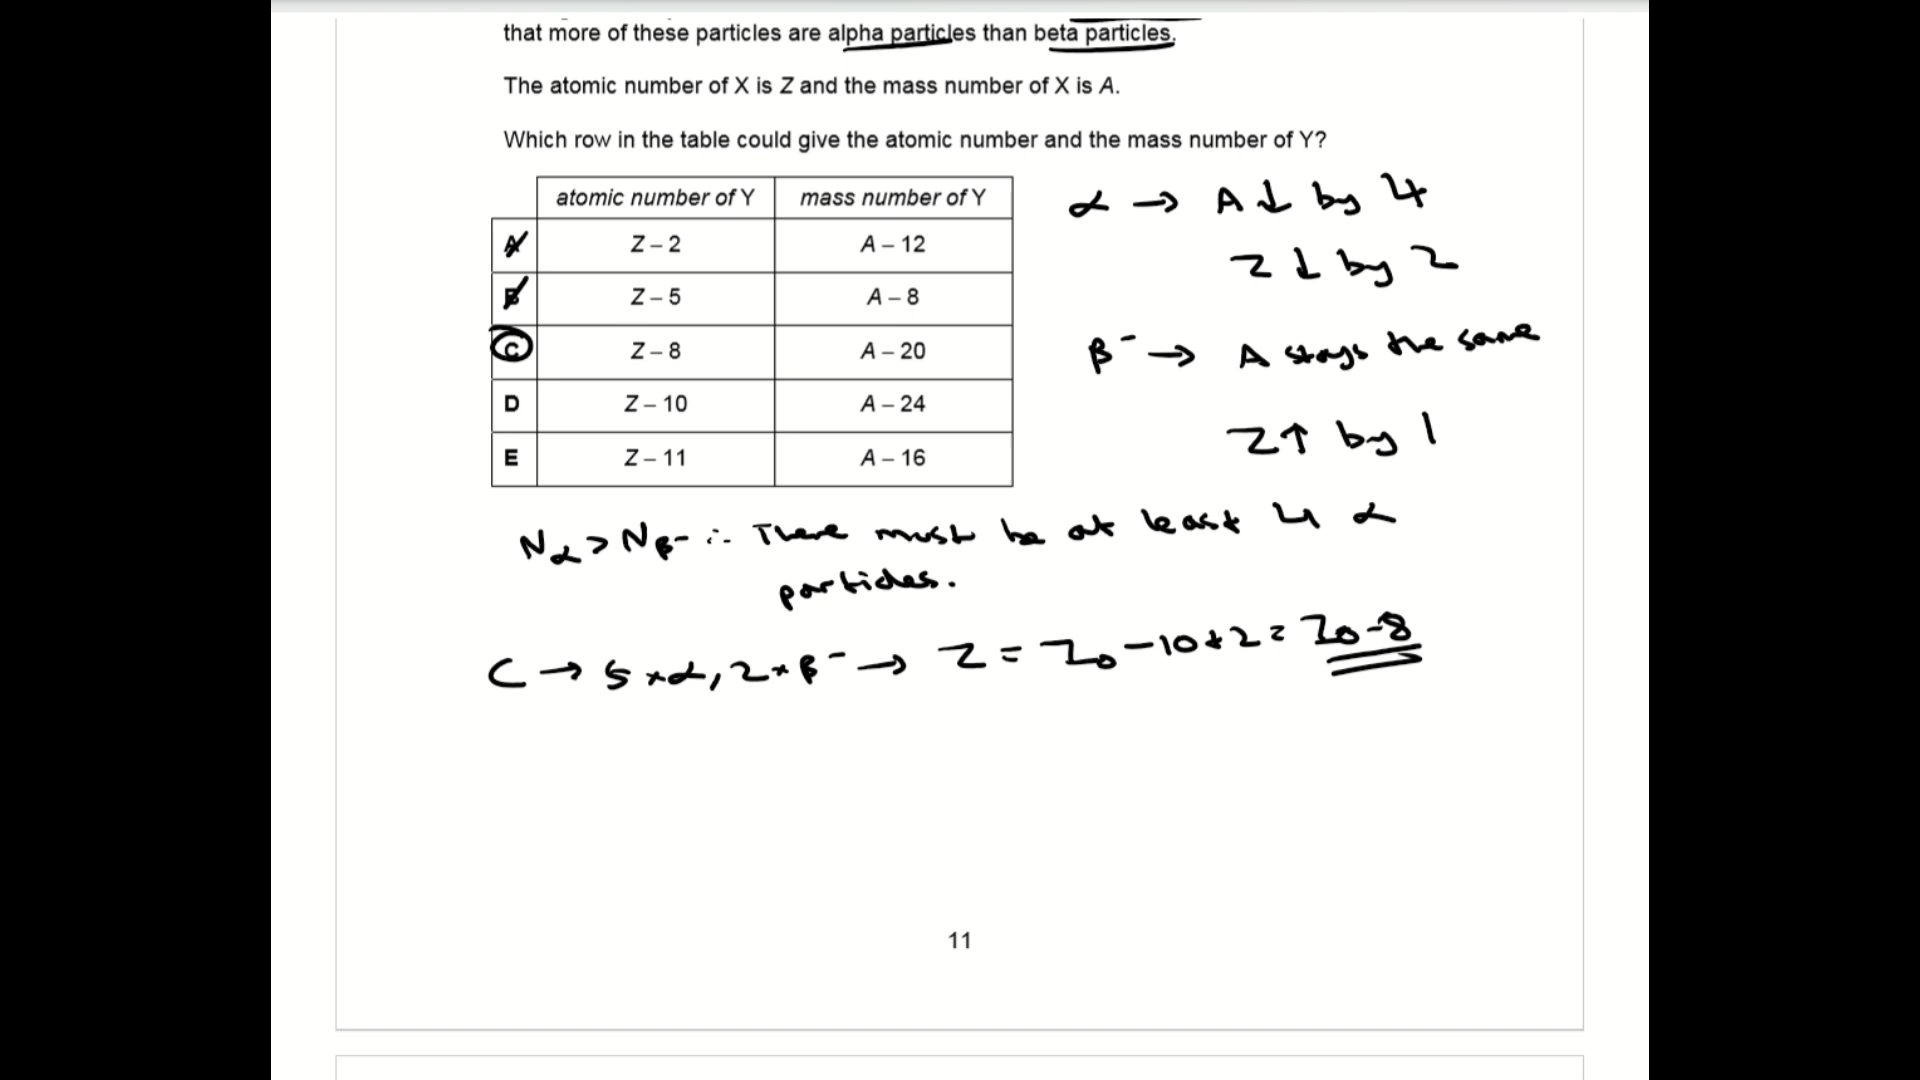 that more of these particles are alpha particles than beta particles.
The atomic number of X is Z and the mass number of X is A.
Which row in the table could give the atomic number and the mass number of Y?
atomic number of Y mass number of Y
A Z – 2 A – 12
B Z – 5 A – 8
C Z – 8 A – 20
D Z – 10 A – 24
E Z – 11 A – 16
α → A ↓ by 4
Z ↓ by 2
β⁻ → A stays the same
Z ↑ by 1
Nα > Nβ⁻ ∴ There must be at least 4 α
particles.
C → 5 × α, 2 × β⁻ → Z = Z₀ – 10 + 2 = Z₀ – 8
11